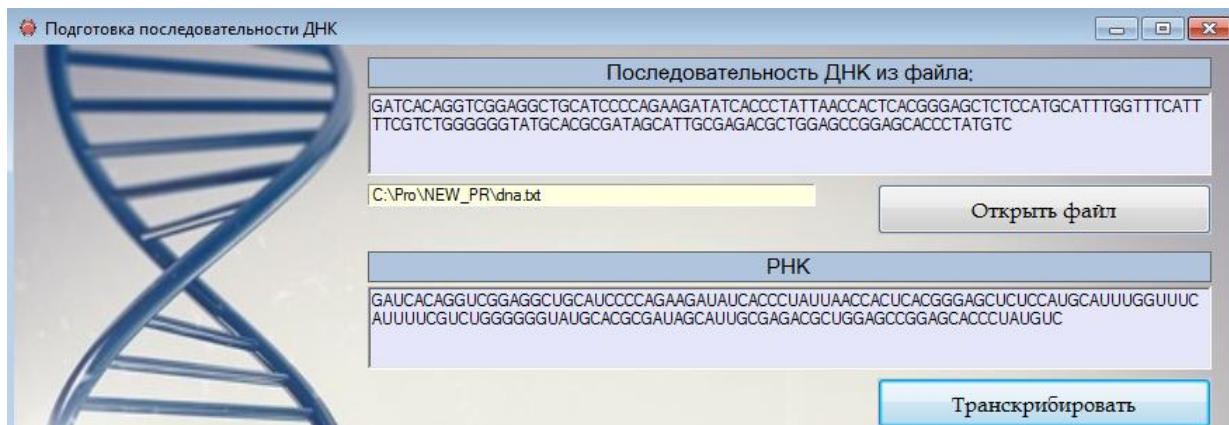 Подготовка последовательности ДНК
Последовательность ДНК из файла:
GATCACAGGTCGGAGGCTGCATCCCCAGAAGATATCACCCTATTAACCACTCACGGGAGCTCTCCATGCATTTGGTTTCATT
TTCGTCTGGGGGGTATGCACGCGATAGCATTGCGAGACGCTGGAGCCGGAGCACCCTATGTC
C:\Pro\NEW_PR\dna.txt
Открыть файл
РНК
GAUCACAGGUCGGAGGCUGCAUCCCCAGAAGAUAUCACCCUAUUAACCACUCACGGGAGCUCUCCAUGCAUUUGGUUUC
AUUUUCGUCUGGGGGGUAUGCACGCGAUAGCAUUGCGAGACGCUGGAGCCGGAGCACCCUAUGUC
Транскрибировать